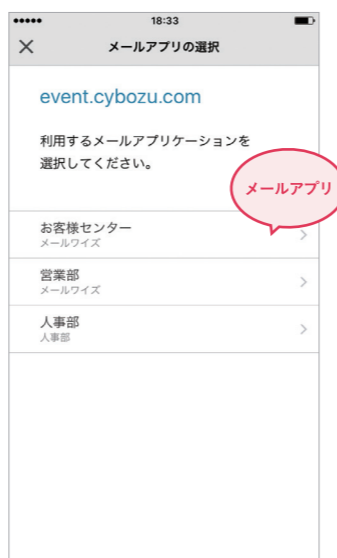 18:33
メールアプリの選択
event.cybozu.com
利用するメールアプリケーションを
選択してください。
メールアプリ
お客様センター
メールワイズ
営業部
メールワイズ
人事部
人事部